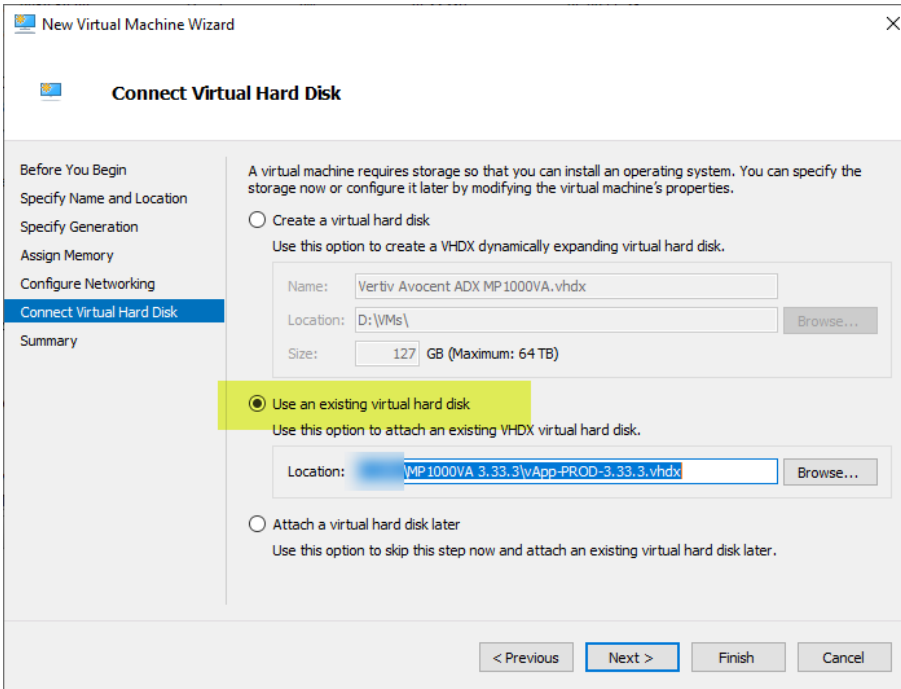 New Virtual Machine Wizard
Connect Virtual Hard Disk
Before You Begin
Specify Name and Location
Specify Generation
Assign Memory
Configure Networking
Connect Virtual Hard Disk
Summary
A virtual machine requires storage so that you can install an operating system. You can specify the
storage now or configure it later by modifying the virtual machine's properties.
Create a virtual hard disk
Use this option to create a VHDX dynamically expanding virtual hard disk.
Name: Vertiv Avocent ADX MP1000VA.vhdx
Location: D:\VMs\ Browse...
Size: 127 GB (Maximum: 64 TB)
Use an existing virtual hard disk
Use this option to attach an existing VHDX virtual hard disk.
Location: \MP1000VA 3.33.3\vApp-PROD-3.33.3.vhdx Browse...
Attach a virtual hard disk later
Use this option to skip this step now and attach an existing virtual hard disk later.
< Previous Next > Finish Cancel